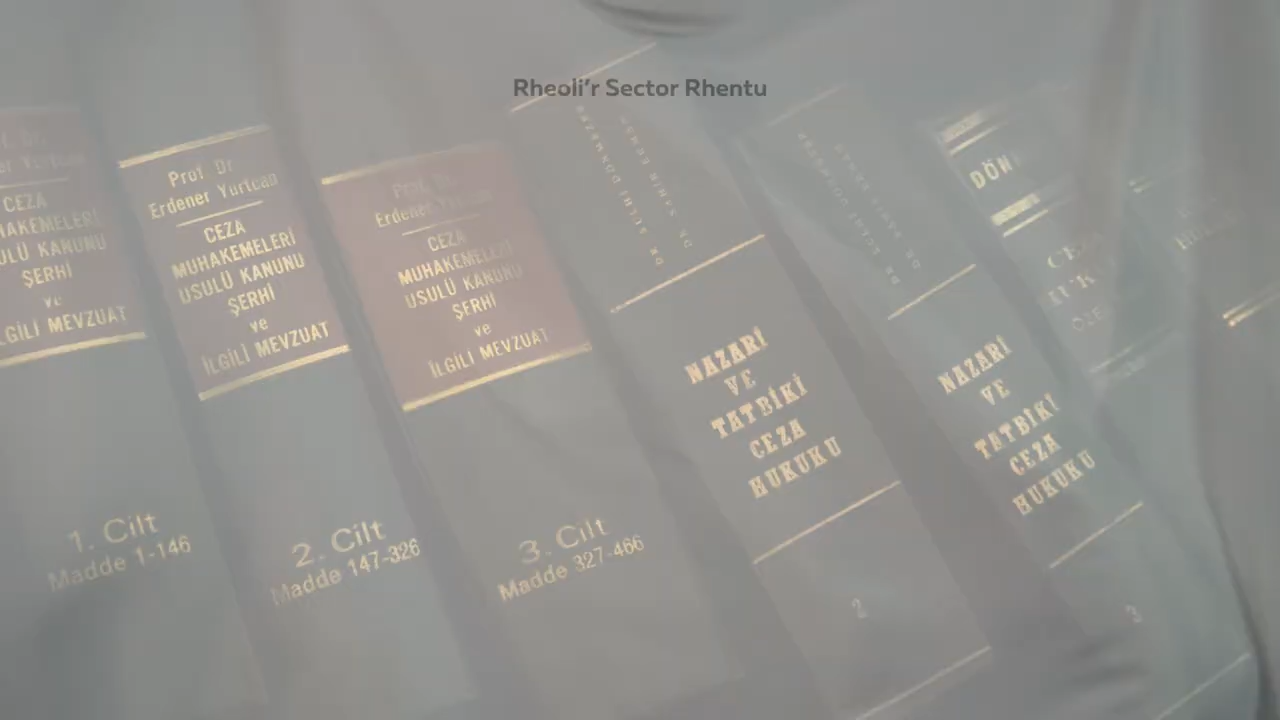 Rheoli'r Sector Rhentu
CEZA
ŞERHİ
ve
LGİLİ MEVZUAT
1. Cilt
Madde 1-146
Prof. Dr
Erdener Yurtcan
CEZA
MUHAKEMELERİ
USULÜ KANUNU
ŞERHİ
ve
İLGİLİ MEVZUAT
2. Cilt
Madde 147-326
Prof. Dr.
Erdener Yurtcan
CEZA
MUHAKEMELERİ
USULÜ KANUNU
ŞERHİ
ve
İLGİLİ MEVZUAT
3. Cilt
Madde 327-466
NAZARİ
VE
TATBİKİ
CEZA
HUKUKU
2
NAZARİ
VE
TATBİKİ
CEZA
HUKUKU
3